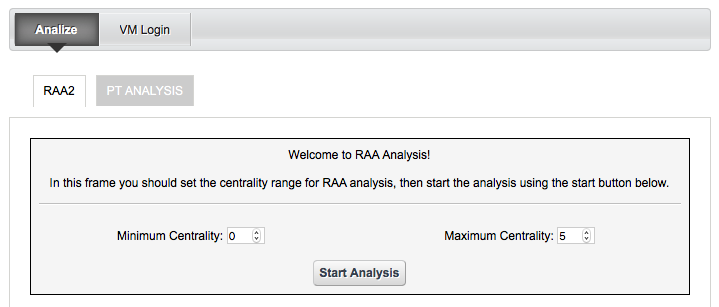 Analize VM Login
RAA2 PT ANALYSIS
Welcome to RAA Analysis!
In this frame you should set the centrality range for RAA analysis, then start the analysis using the start button below.
Minimum Centrality: 0 Maximum Centrality: 5
Start Analysis